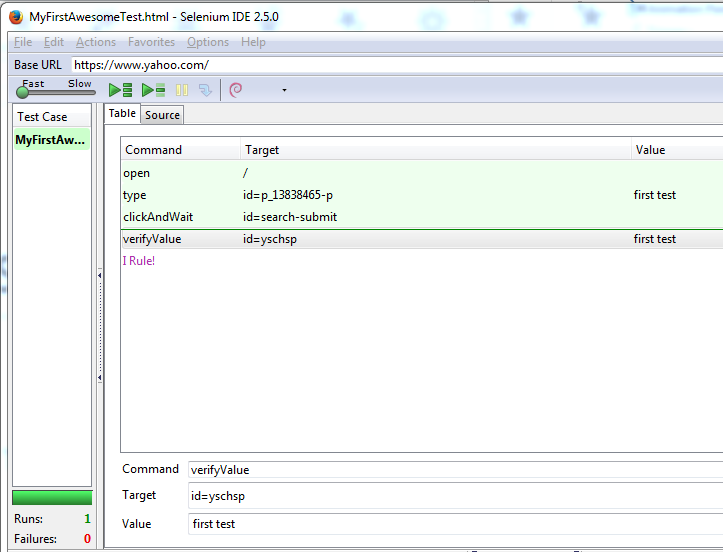 MyFirstAwesomeTest.html - Selenium IDE 2.5.0
File Edit Actions Favorites Options Help
Base URL https://www.yahoo.com/
Fast Slow
Test Case
MyFirstAw...
Table Source
Command Target Value
open /
type id=p_13838465-p first test
clickAndWait id=search-submit
verifyValue id=yschsp first test
I Rule!
Command verifyValue
Target id=yschsp
Value first test
Runs: 1
Failures: 0